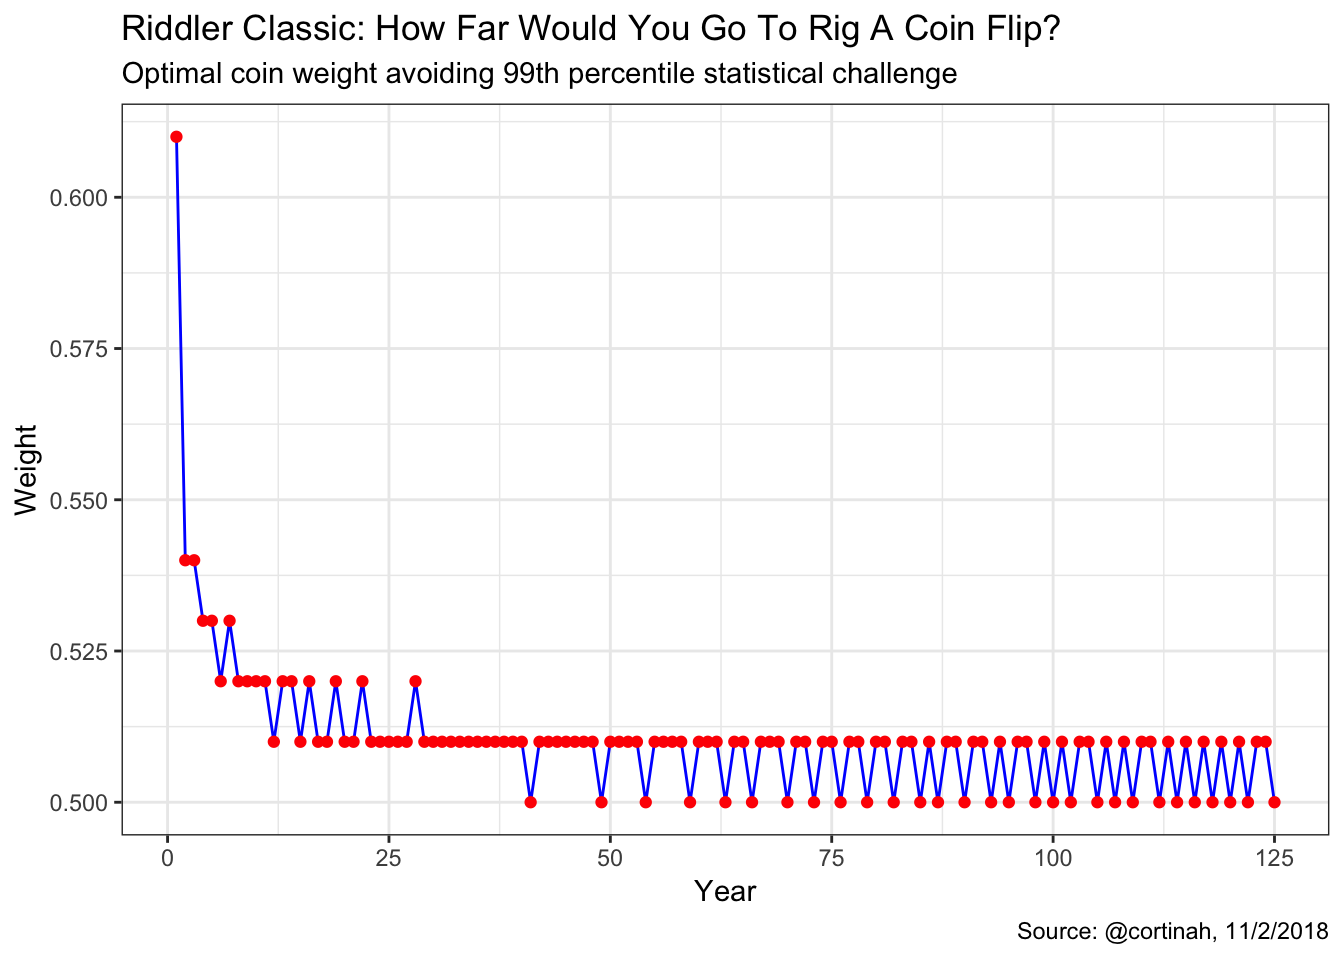 Riddler Classic: How Far Would You Go To Rig A Coin Flip?
Optimal coin weight avoiding 99th percentile statistical challenge
0.600
0.575
0.550
0.525
0.500
Weight
0 25 50 75 100 125
Year
Source: @cortinah, 11/2/2018